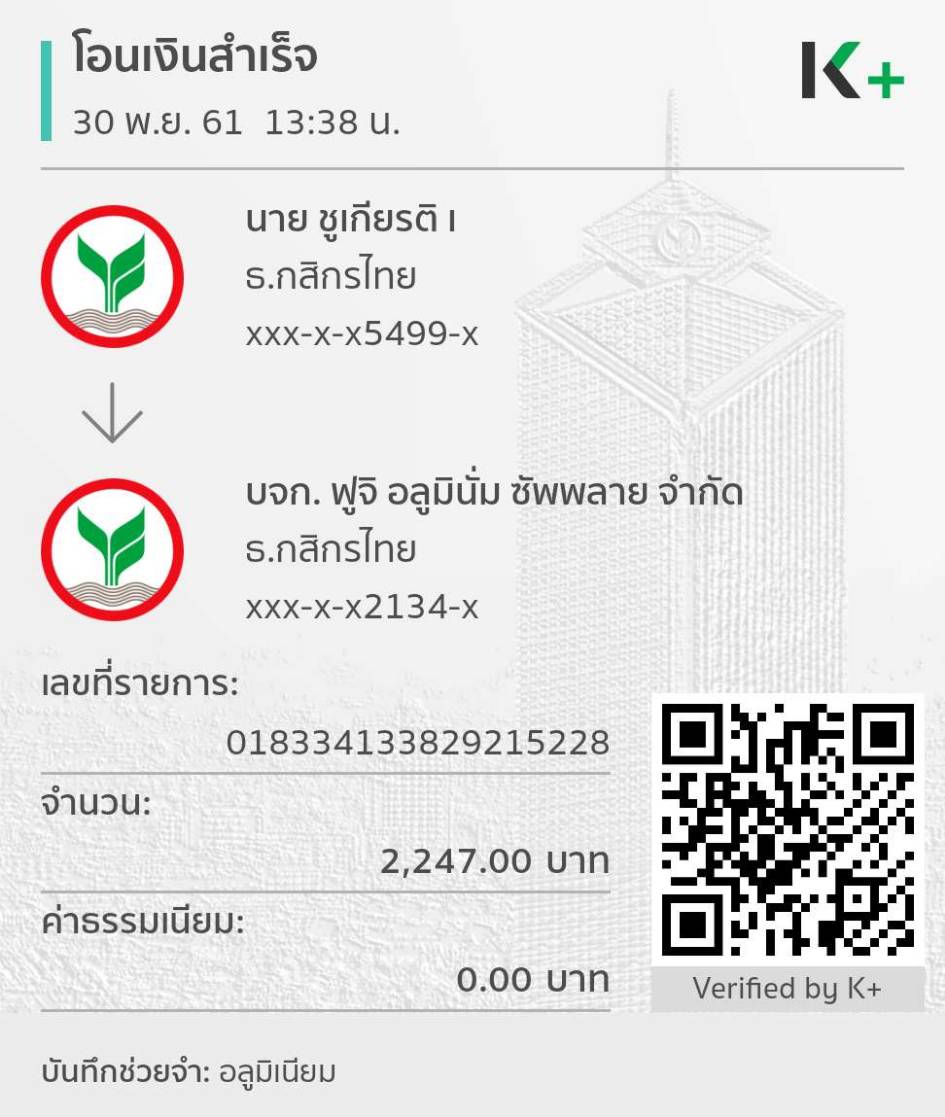 โอนเงินสำเร็จ
30 พ.ย. 61 13:38 น.
K+
นาย ชูเกียรติ เ
ธ.กสิกรไทย
xxx-x-x5499-x
บจก. ฟูจิ อลูมินั่ม ซัพพลาย จำกัด
ธ.กสิกรไทย
xxx-x-x2134-x
เลขที่รายการ:
018334133829215228
จำนวน:
2,247.00 บาท
ค่าธรรมเนียม:
0.00 บาท
Verified by K+
บันทึกช่วยจำ: อลูมิเนียม